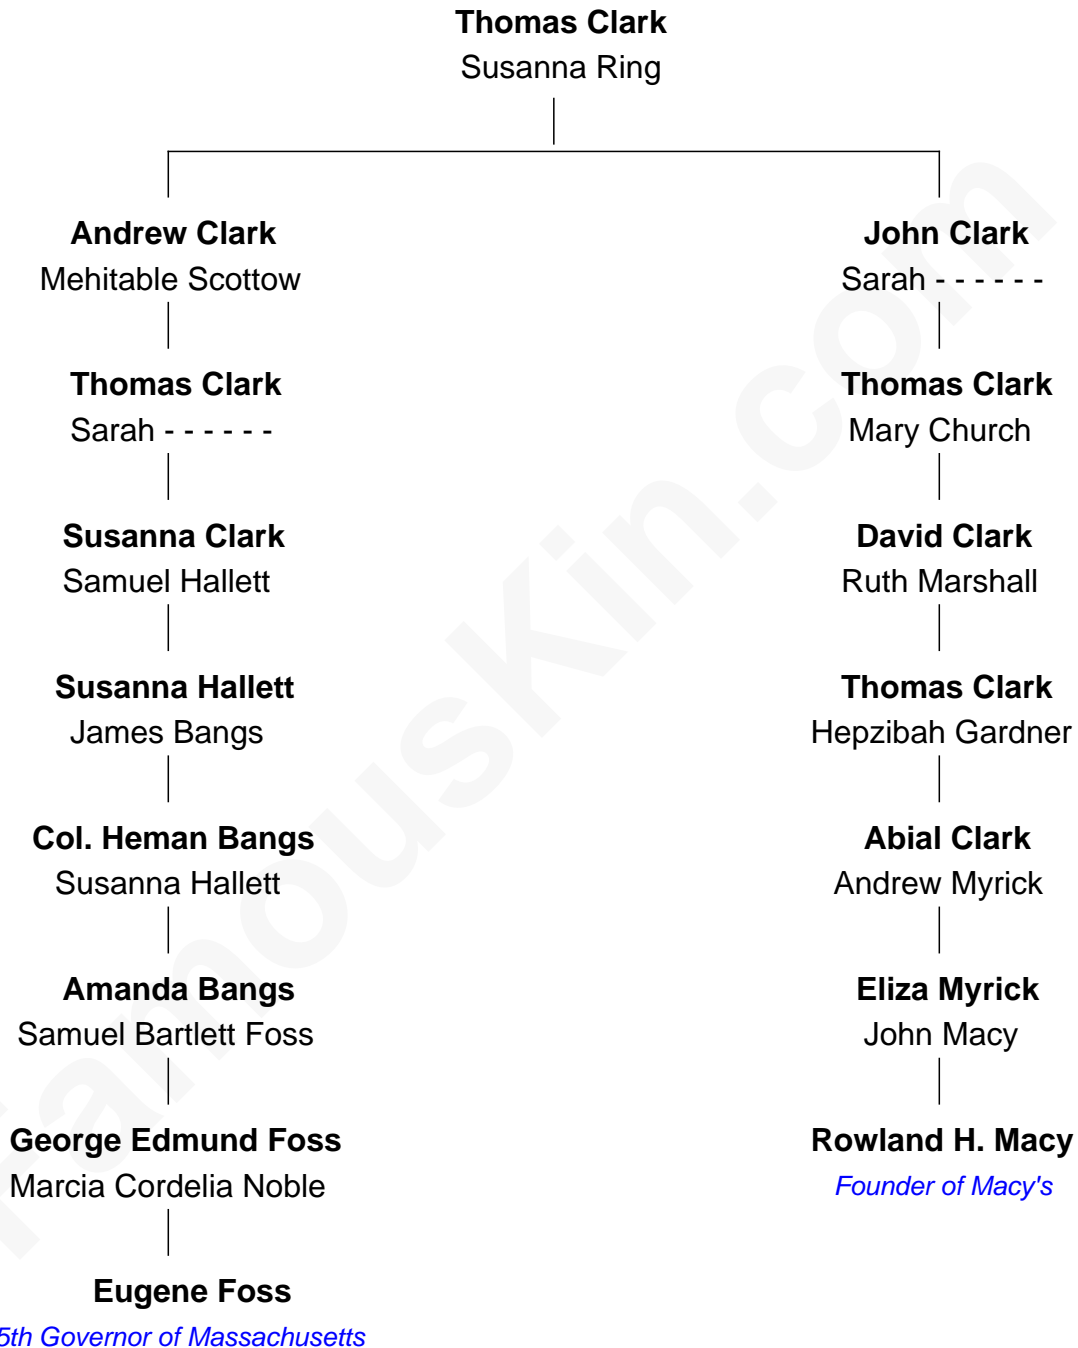 Thomas Clark
Susanna Ring
Andrew Clark
Mehitable Scottow
John Clark
Sarah - - - - - -
Thomas Clark
Sarah - - - - - -
Thomas Clark
Mary Church
Susanna Clark
Samuel Hallett
David Clark
Ruth Marshall
Susanna Hallett
James Bangs
Thomas Clark
Hepzibah Gardner
Col. Heman Bangs
Susanna Hallett
Abial Clark
Andrew Myrick
Amanda Bangs
Samuel Bartlett Foss
Eliza Myrick
John Macy
George Edmund Foss
Marcia Cordelia Noble
Rowland H. Macy
Founder of Macy's
Eugene Foss
5th Governor of Massachusetts
FamousKin.com